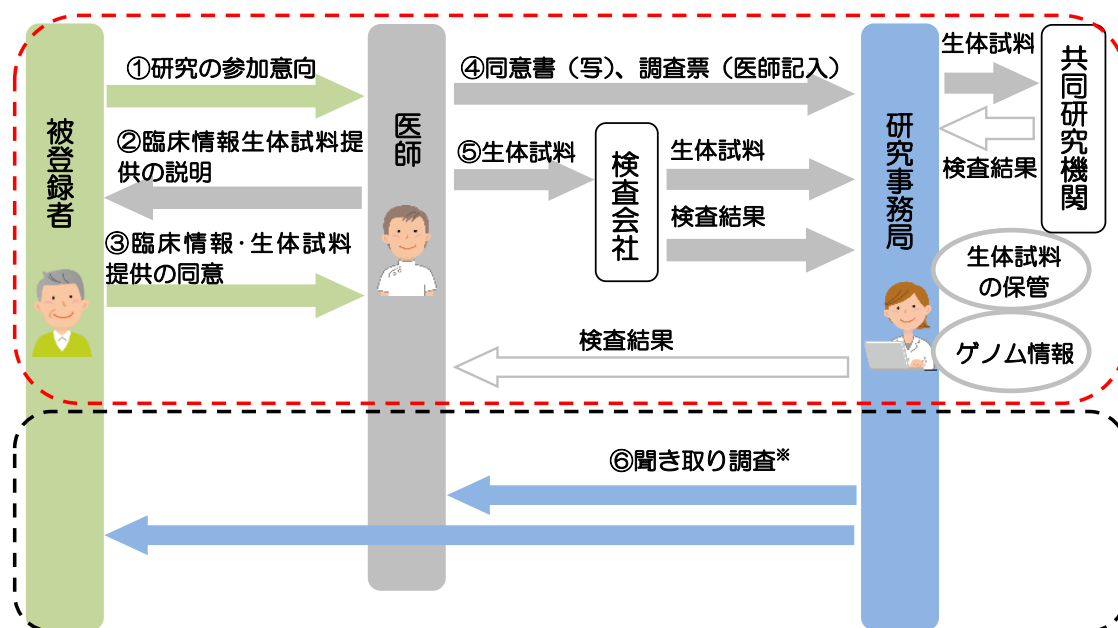 被登録者
医師
研究事務局
共同研究機関
検査会社
①研究の参加意向
②臨床情報生体試料提
供の説明
③臨床情報・生体試料
提供の同意
④同意書（写）、調査票（医師記入）
⑤生体試料
生体試料
検査結果
検査結果
生体試料
検査結果
生体試料
の保管
ゲノム情報
⑥聞き取り調査※